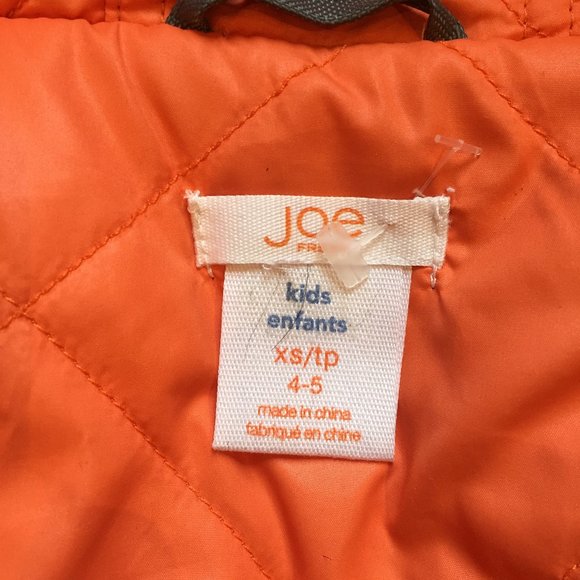 Joe
kids
enfants
xs/tp
4-5
made in china
fabriqué en chine